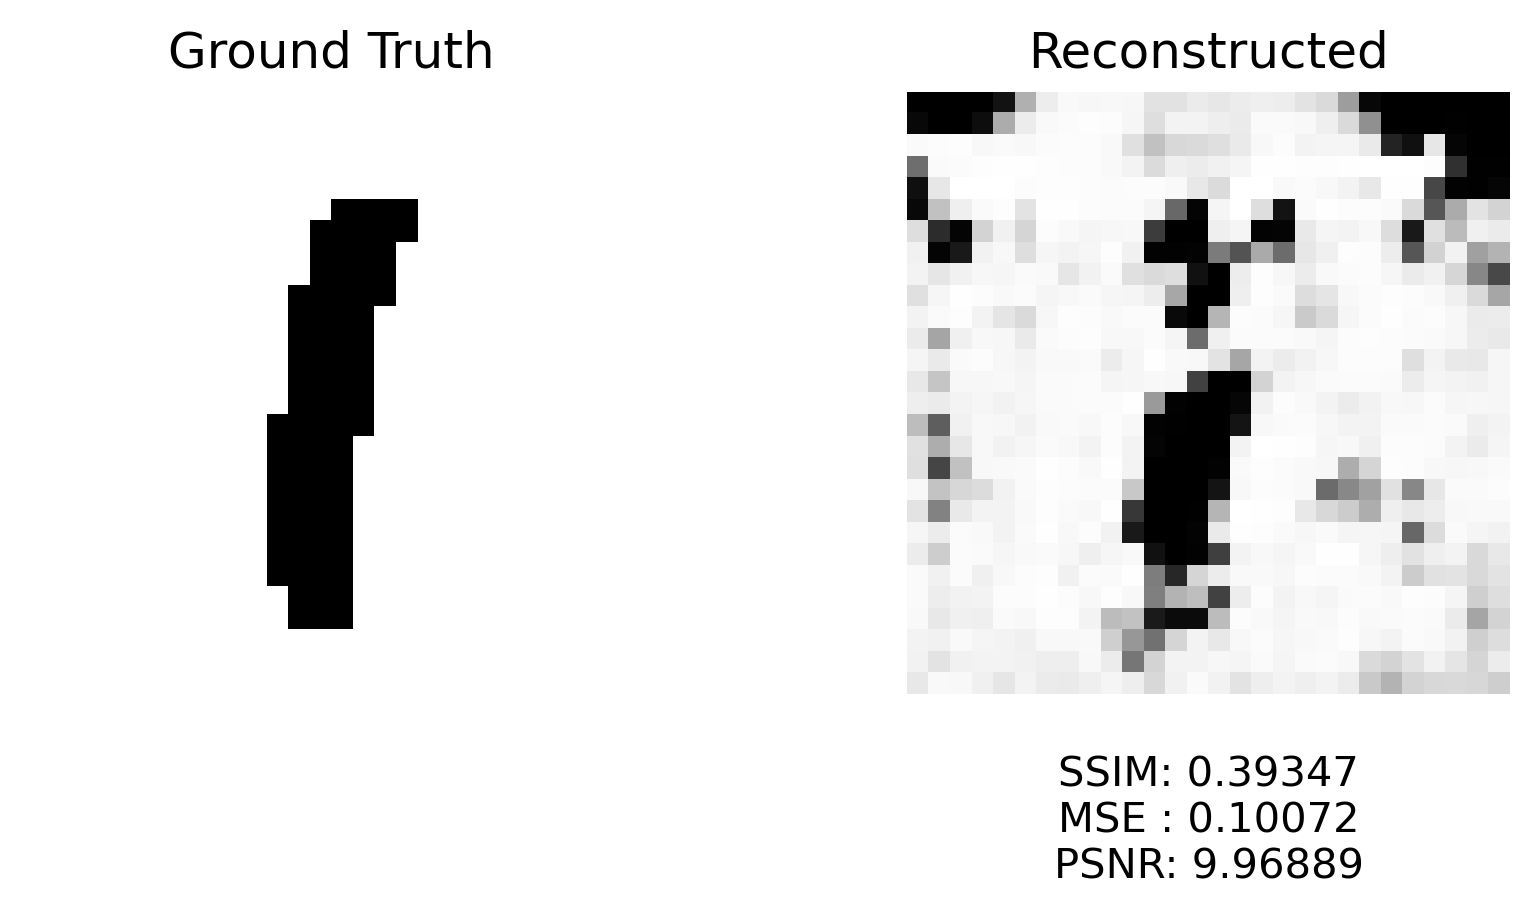 Ground Truth
Reconstructed
SSIM: 0.39347
MSE : 0.10072
PSNR: 9.96889